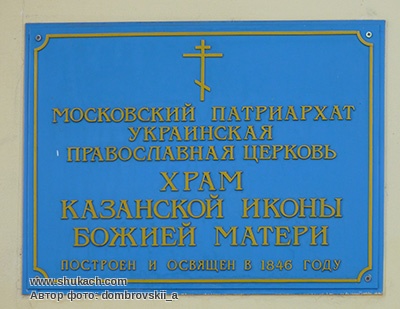 МОСКОВСКИЙ ПАТРИАРХАТ
УКРАИНСКАЯ
ПРАВОСЛАВНАЯ ЦЕРКОВЬ
ХРАМ
КАЗАНСКОЙ ИКОНЫ
БОЖИЕЙ МАТЕРИ
ПОСТРОЕН И ОСВЯЩЕН В 1846 ГОДУ
www.shukach.com
Автор фото: dombrovskii_a